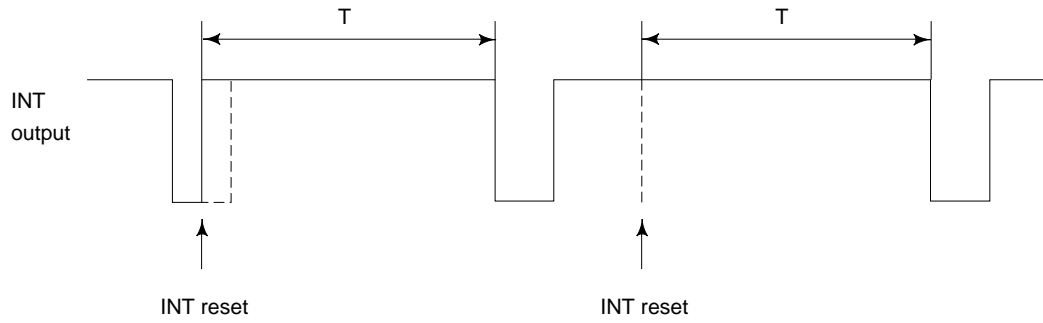 T
T
INT
output
INT reset
INT reset